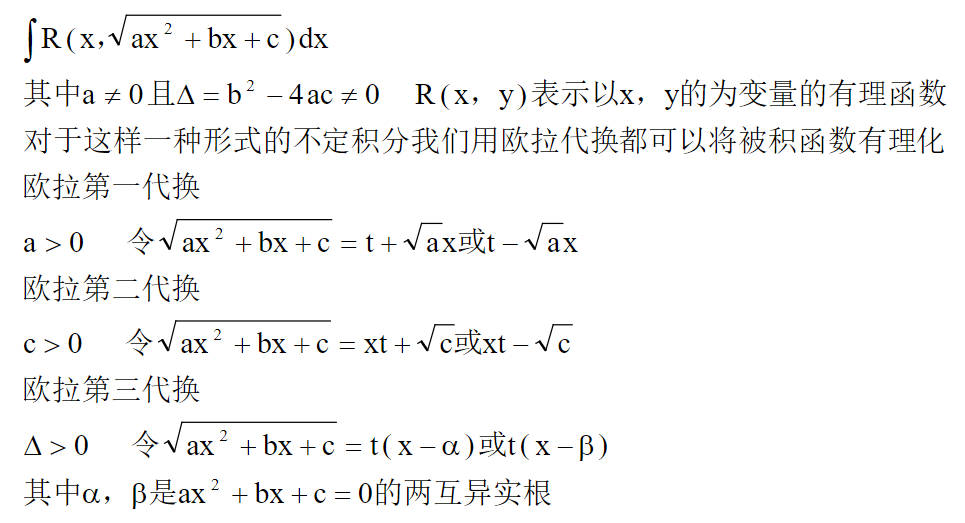 ∫R(x,√(ax² + bx + c))dx
其中a ≠ 0且Δ = b² − 4ac ≠ 0 R(x，y)表示以x，y的为变量的有理函数
对于这样一种形式的不定积分我们用欧拉代换都可以将被积函数有理化
欧拉第一代换
a > 0 令√(ax² + bx + c) = t + √a x或t − √a x
欧拉第二代换
c > 0 令√(ax² + bx + c) = xt + √c或xt − √c
欧拉第三代换
Δ > 0 令√(ax² + bx + c) = t(x − α)或t(x − β)
其中α，β是ax² + bx + c = 0的两互异实根